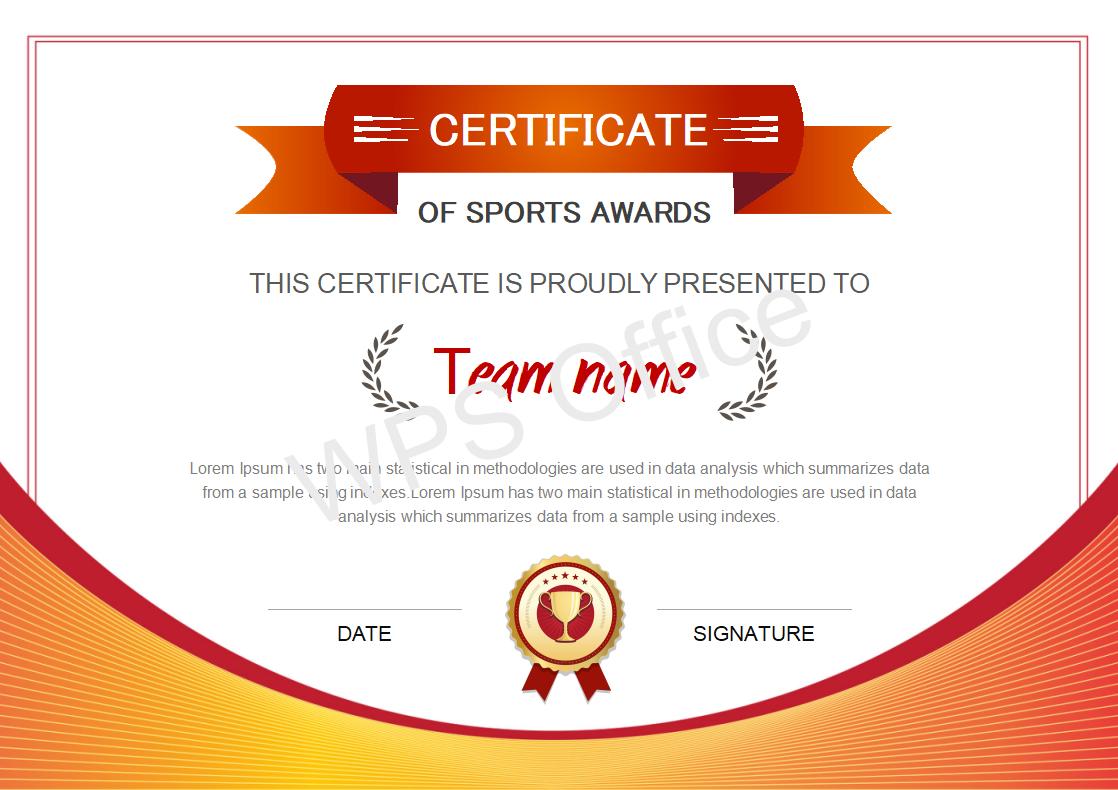 CERTIFICATE
OF SPORTS AWARDS
THIS CERTIFICATE IS PROUDLY PRESENTED TO
Team name
WPS Office
Lorem Ipsum has two main statistical in methodologies are used in data analysis which summarizes data
from a sample using indexes.Lorem Ipsum has two main statistical in methodologies are used in data
analysis which summarizes data from a sample using indexes.
DATE
SIGNATURE